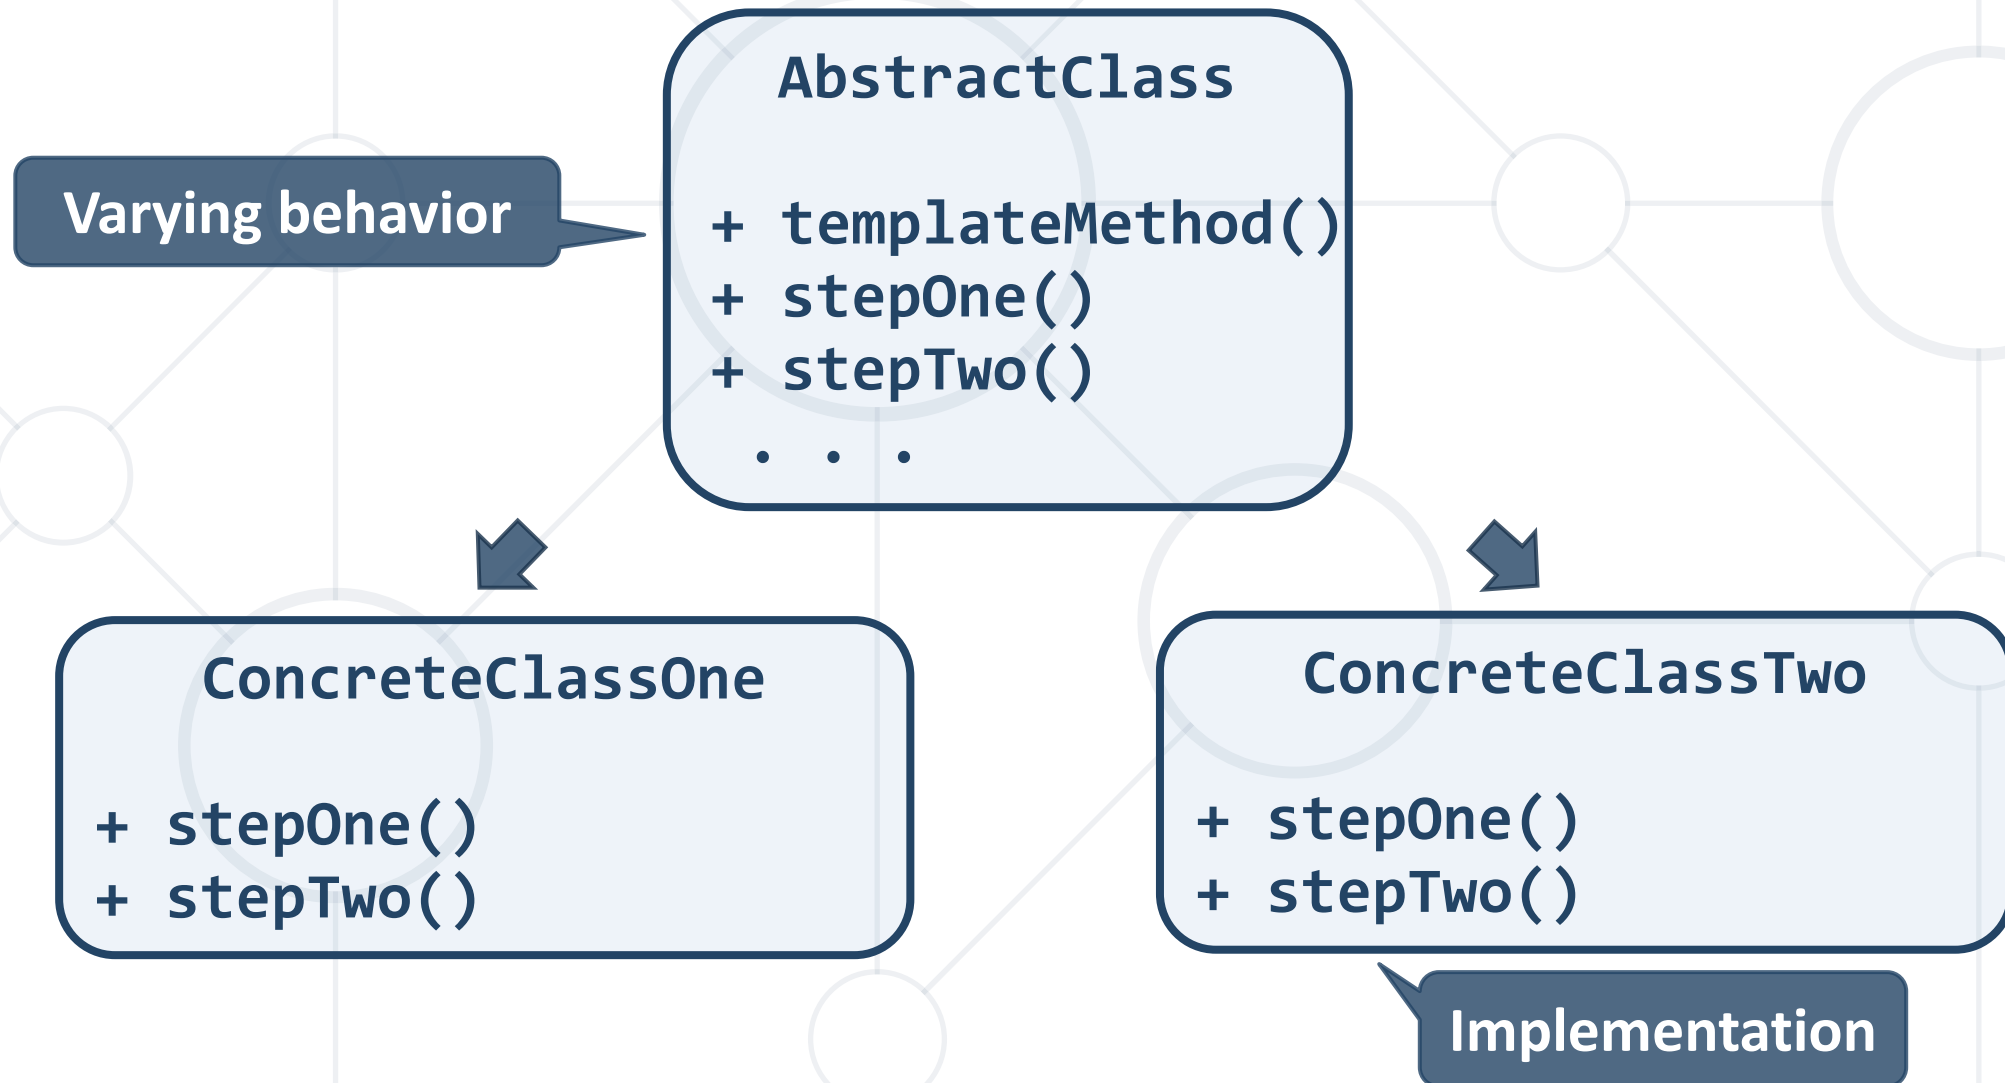 AbstractClass
Varying behavior
+ templateMethod()
+ stepOne()
+ stepTwo()
. . .
ConcreteClassOne
+ stepOne()
+ stepTwo()
ConcreteClassTwo
+ stepOne()
+ stepTwo()
Implementation